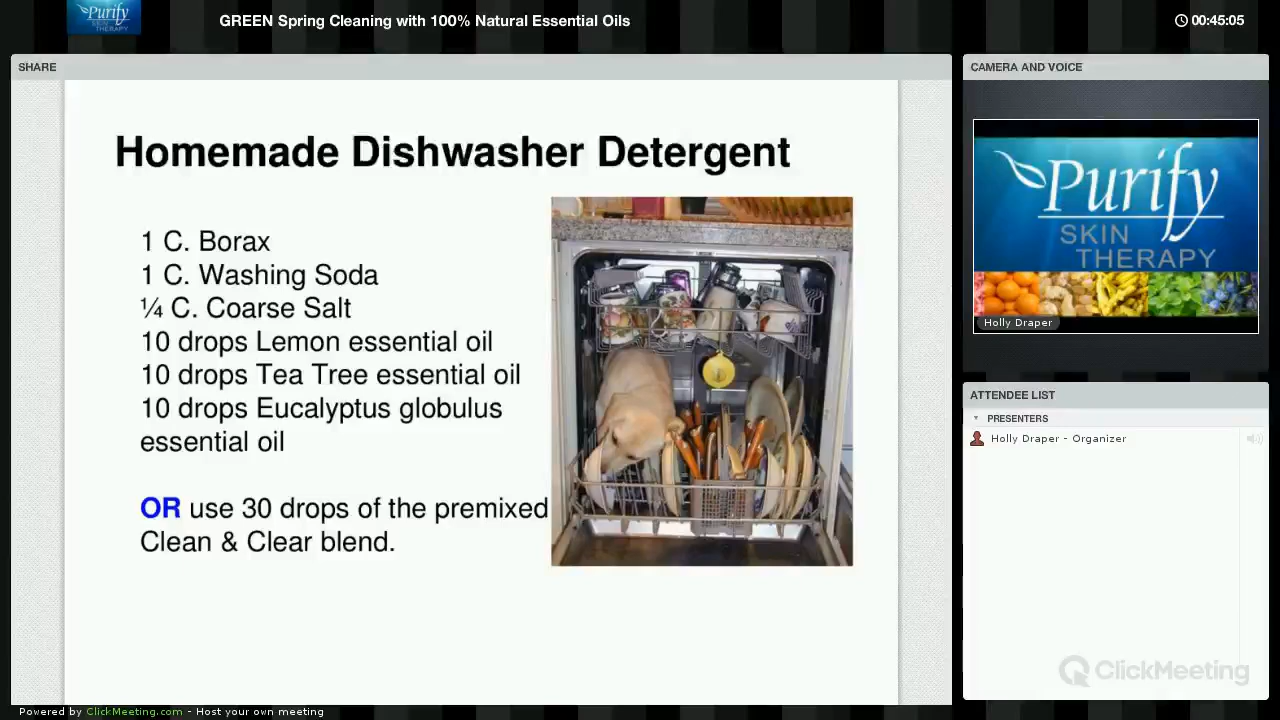 Purify
SKIN
THERAPY
GREEN Spring Cleaning with 100% Natural Essential Oils
00:45:05
SHARE
Homemade Dishwasher Detergent
1 C. Borax
1 C. Washing Soda
¼ C. Coarse Salt
10 drops Lemon essential oil
10 drops Tea Tree essential oil
10 drops Eucalyptus globulus
essential oil
OR use 30 drops of the premixed
Clean & Clear blend.
CAMERA AND VOICE
Purify
SKIN
THERAPY
Holly Draper
ATTENDEE LIST
PRESENTERS
Holly Draper - Organizer
ClickMeeting
Powered by ClickMeeting.com - Host your own meeting